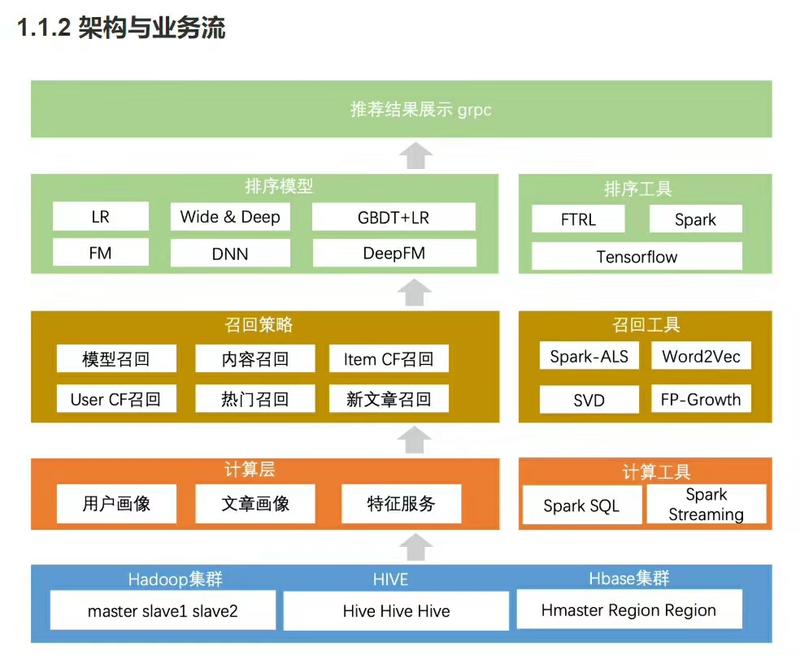 1.1.2 架构与业务流
推荐结果展示 grpc
排序模型
LR
Wide & Deep
GBDT+LR
FM
DNN
DeepFM
排序工具
FTRL
Spark
Tensorflow
召回策略
模型召回
内容召回
Item CF召回
User CF召回
热门召回
新文章召回
召回工具
Spark-ALS
Word2Vec
SVD
FP-Growth
计算层
用户画像
文章画像
特征服务
计算工具
Spark SQL
Spark
Streaming
Hadoop集群
master slave1 slave2
HIVE
Hive Hive Hive
Hbase集群
Hmaster Region Region